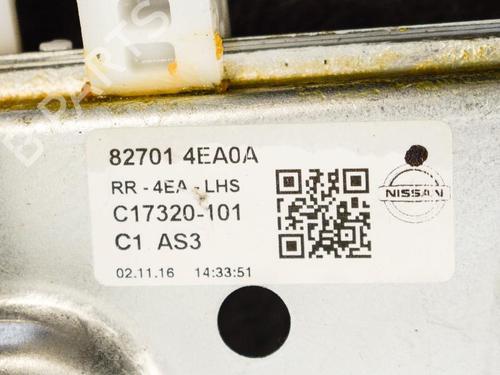 B-PARTS
82701 4EA0A
RR - 4EA - LHS
C17320-101
C1 AS3
02.11.16 14:33:51
NISSAN